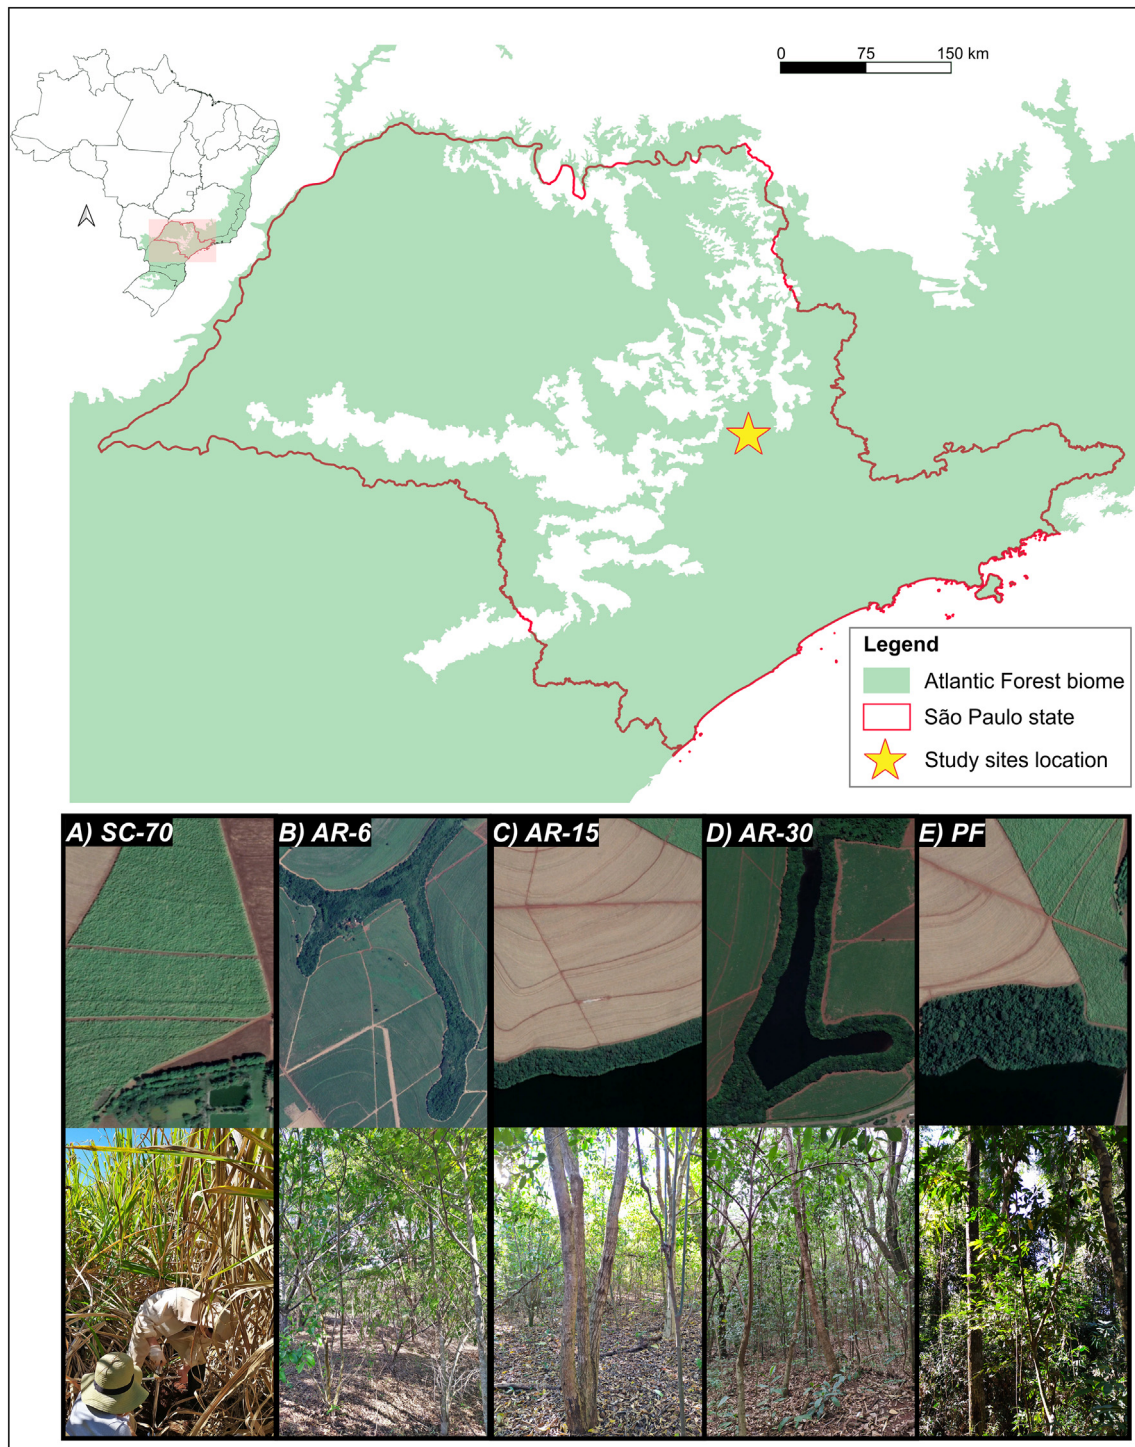 0 75 150 km
Legend
Atlantic Forest biome
São Paulo state
Study sites location
A) SC-70
B) AR-6
C) AR-15
D) AR-30
E) PF